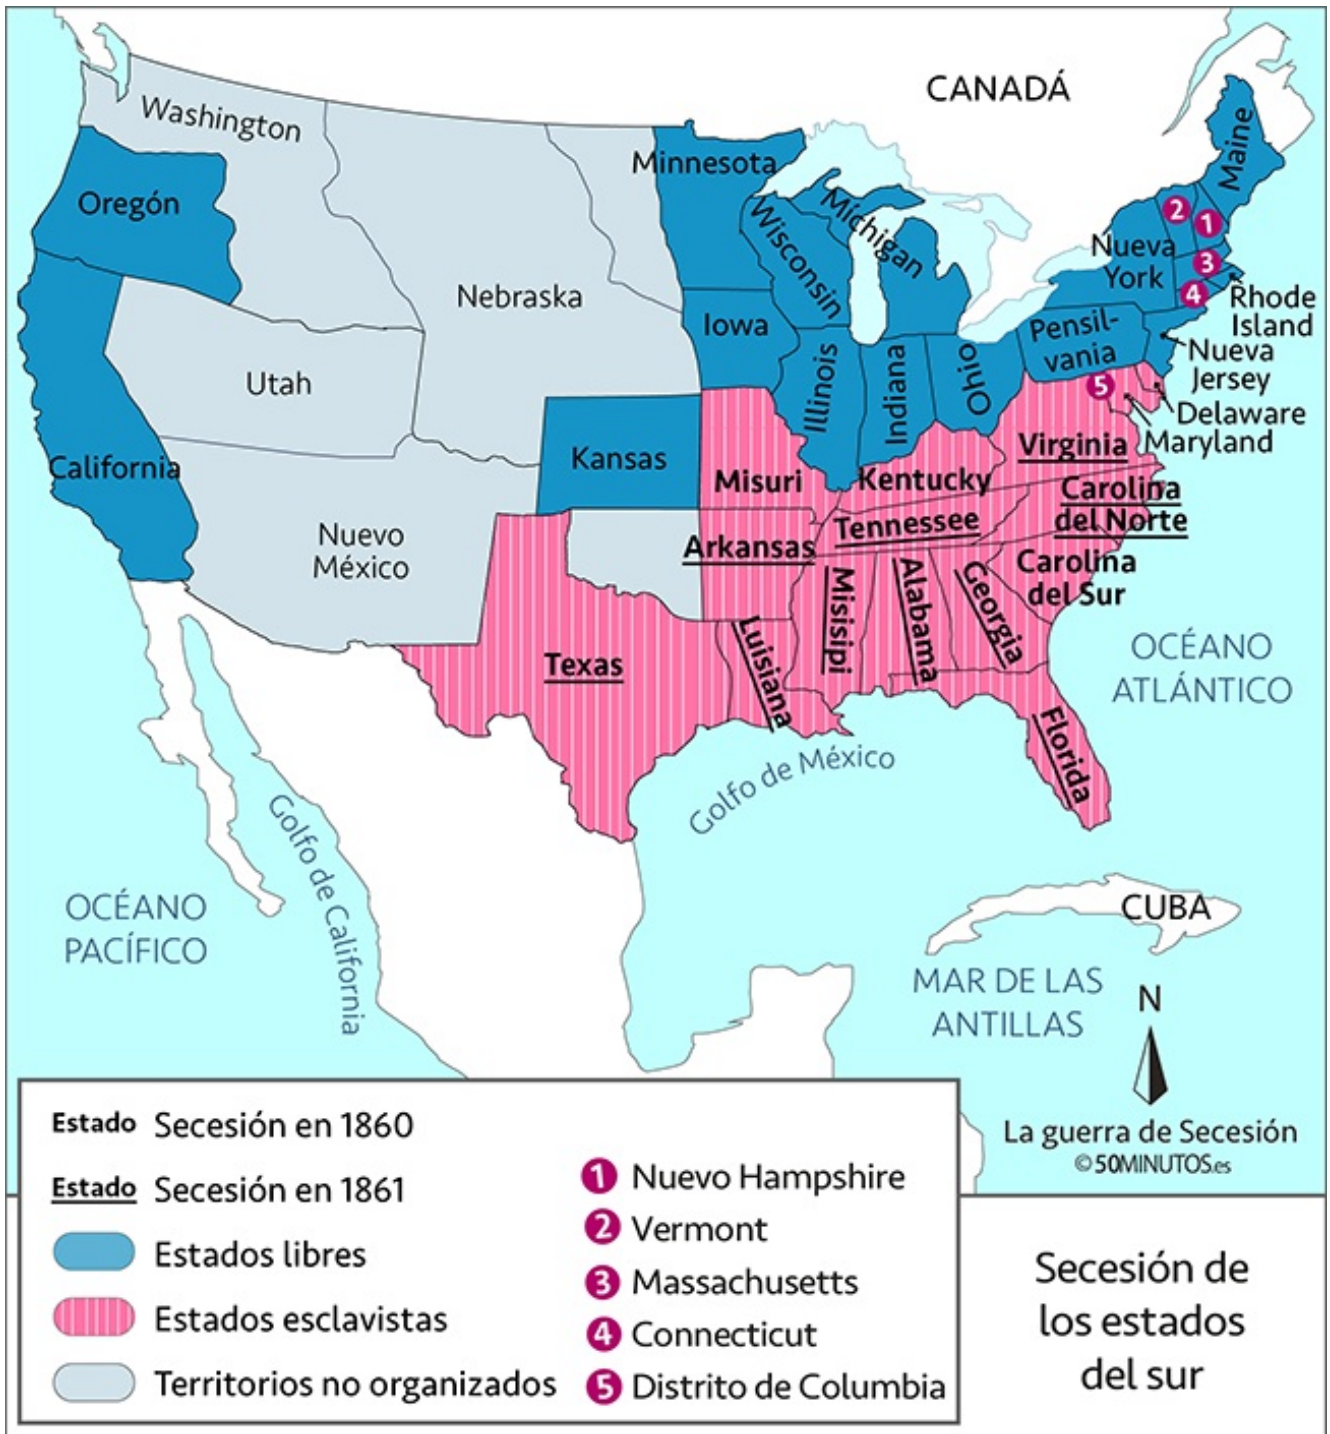 CANADÁ
Washington
Oregón
Minnesota
Maine
Wisconsin
Michigan
2
1
Nueva
York
3
4
Rhode
Island
Nebraska
Iowa
Pensil-
vania
Nueva
Jersey
Utah
Illinois
Indiana
Ohio
5
Delaware
Maryland
California
Kansas
Misuri
Kentucky
Virginia
Carolina
del Norte
Nuevo
México
Arkansas
Tennessee
Carolina
del Sur
Misisipi
Alabama
Georgia
Texas
Luisiana
Florida
OCÉANO
ATLÁNTICO
Golfo de México
Golfo de California
OCÉANO
PACÍFICO
CUBA
MAR DE LAS
ANTILLAS
N
La guerra de Secesión
©50MINUTOS.es
Estado Secesión en 1860
Estado Secesión en 1861
Estados libres
Estados esclavistas
Territorios no organizados
1 Nuevo Hampshire
2 Vermont
3 Massachusetts
4 Connecticut
5 Distrito de Columbia
Secesión de
los estados
del sur